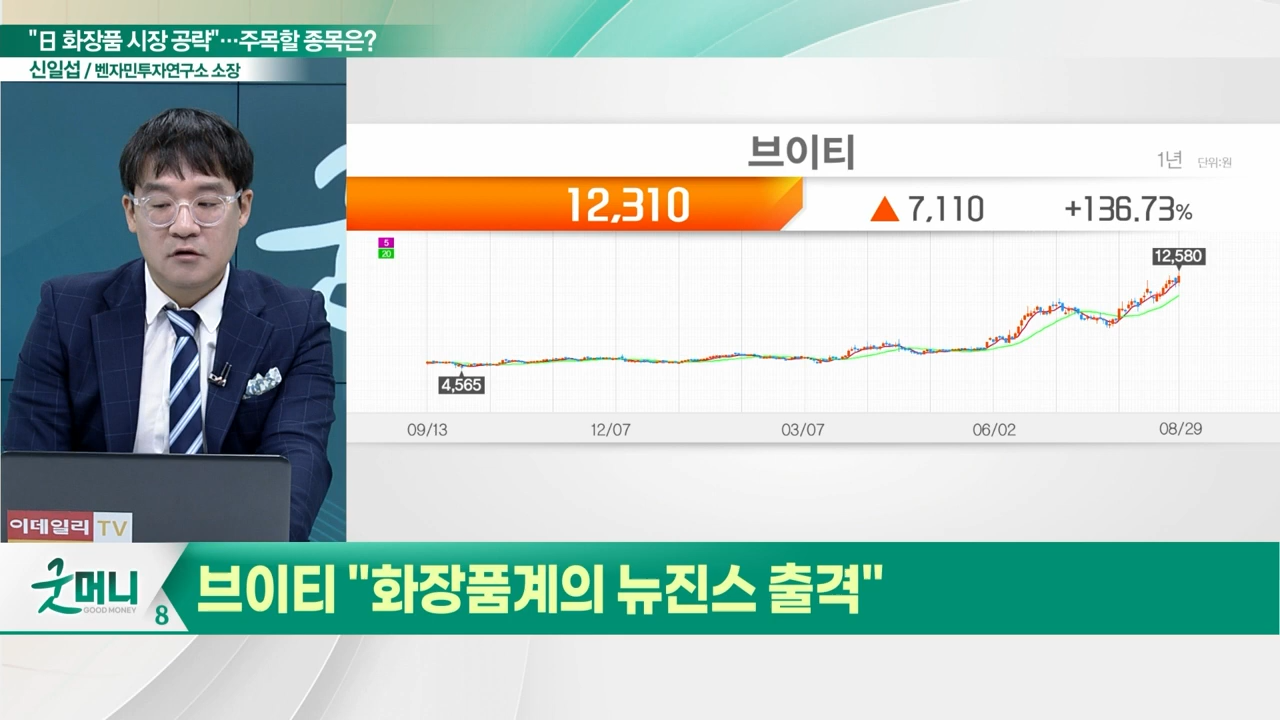 "日 화장품 시장 공략"…주목할 종목은?
신일섭 / 벤자민투자연구소 소장
브이티
1년 단위:원
12,310 ▲ 7,110 +136.73%
5
20
12,580
4,565
09/13 12/07 03/07 06/02 08/29
이데일리 TV
굿머니
GOOD MONEY
8
브이티 "화장품계의 뉴진스 출격"